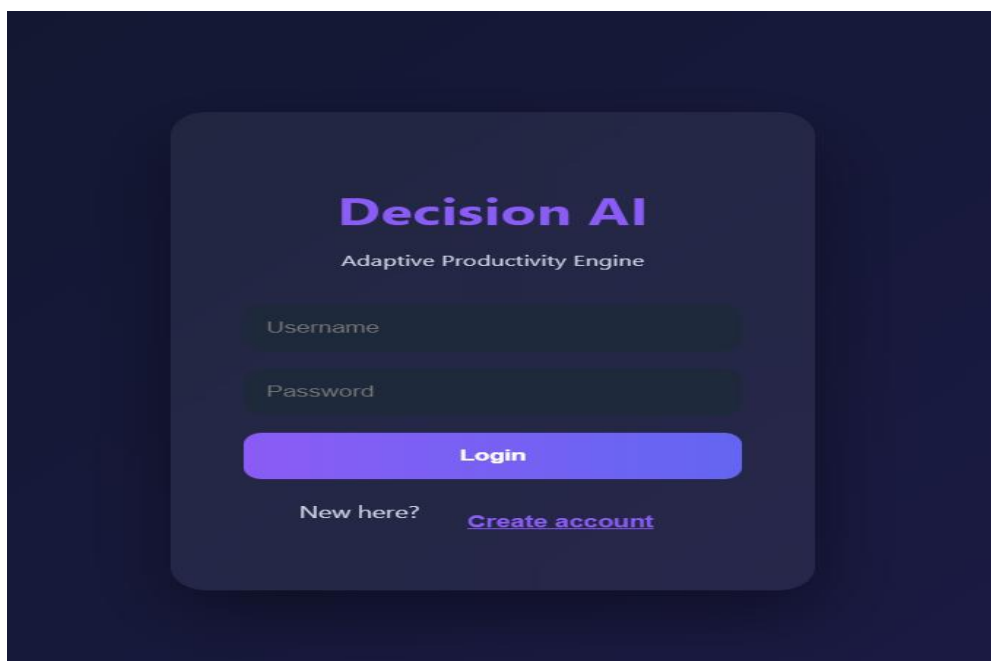 Decision AI
Adaptive Productivity Engine
Username
Password
Login
New here? Create account